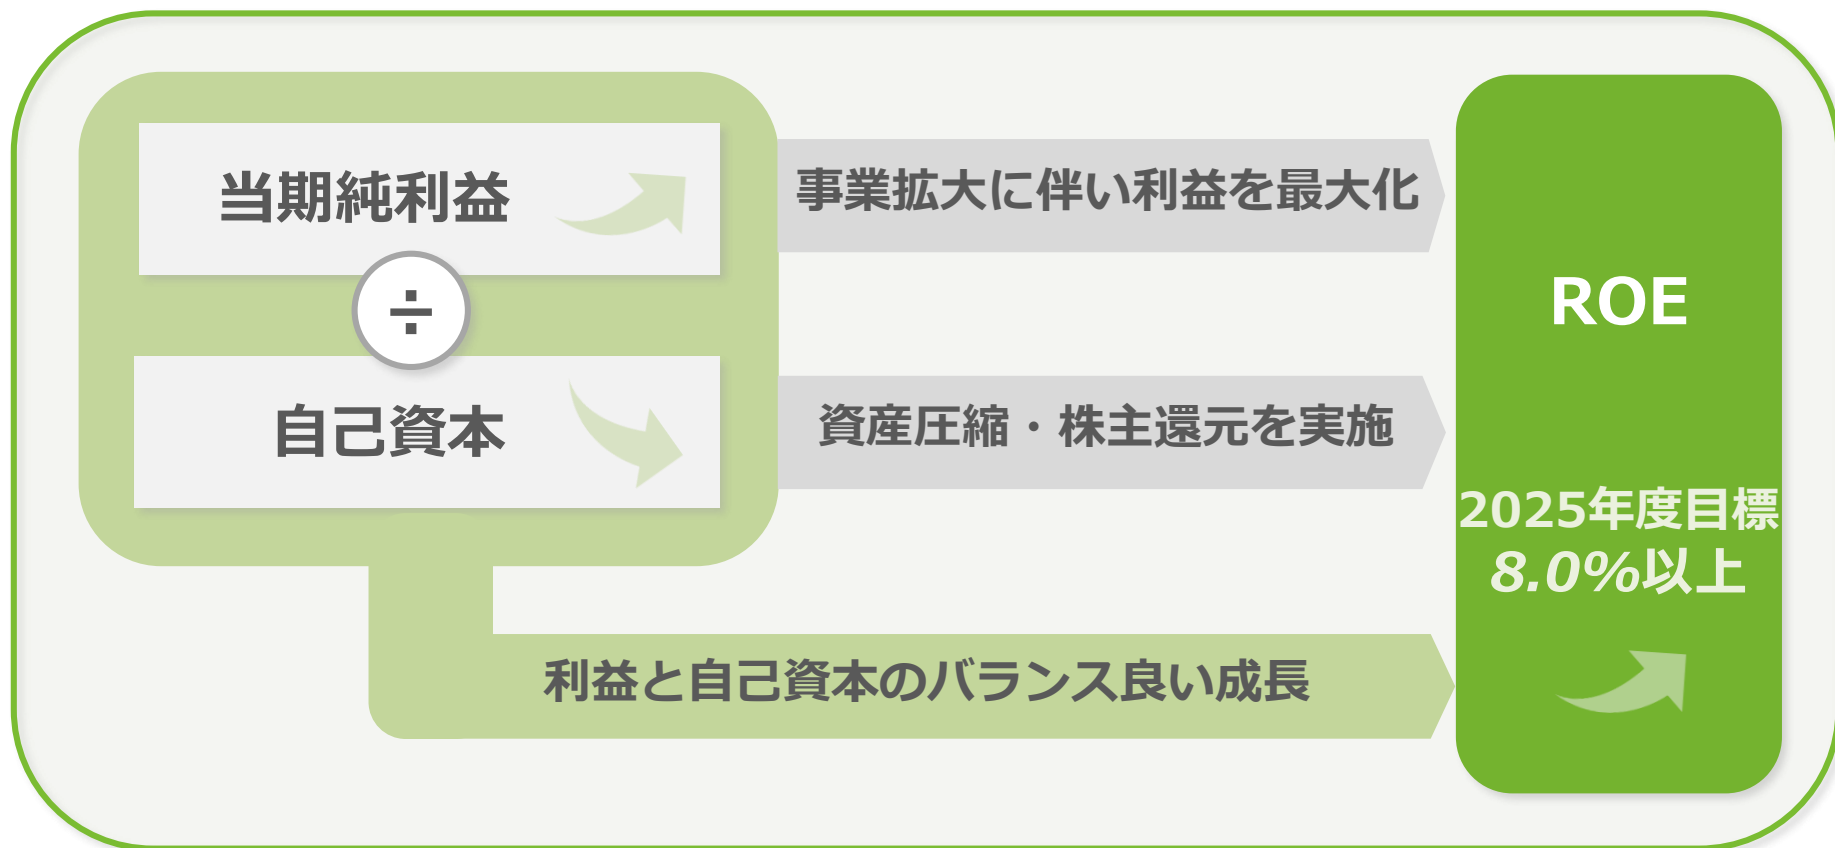 当期純利益
事業拡大に伴い利益を最大化
÷
自己資本
資産圧縮・株主還元を実施
利益と自己資本のバランス良い成長
ROE
2025年度目標
8.0%以上